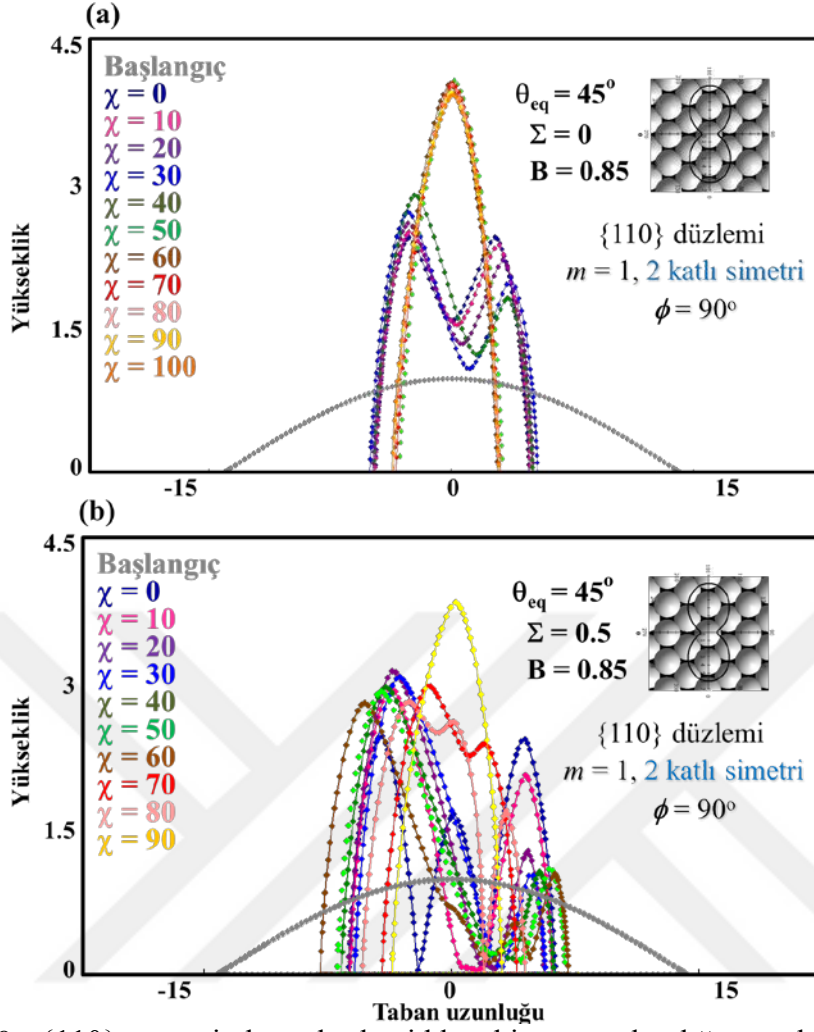 (a)
4.5
3
1.5
0
Yükseklik
Başlangıç
χ = 0
χ = 10
χ = 20
χ = 30
χ = 40
χ = 50
χ = 60
χ = 70
χ = 80
χ = 90
χ = 100
θeq = 45°
Σ = 0
B = 0.85
{110} düzlemi
m = 1, 2 katlı simetri
ϕ = 90°
-15 0 15
(b)
4.5
3
1.5
0
Yükseklik
Başlangıç
χ = 0
χ = 10
χ = 20
χ = 30
χ = 40
χ = 50
χ = 60
χ = 70
χ = 80
χ = 90
θeq = 45°
Σ = 0.5
B = 0.85
{110} düzlemi
m = 1, 2 katlı simetri
ϕ = 90°
-15 0 15
Taban uzunluğu